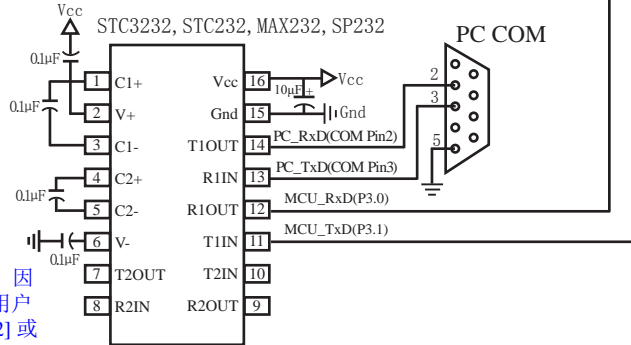 Vcc
STC3232, STC232, MAX232, SP232
PC COM
0.1μF
0.1μF
1 C1+
2 V+
3 C1-
4 C2+
0.1μF
5 C2-
6 V-
0.1μF
7 T2OUT
8 R2IN
Vcc 16
Vcc
10μF +
Gnd 15
Gnd
T1OUT 14
PC_RxD(COM Pin2)
R1IN 13
PC_TxD(COM Pin3)
R1OUT 12
MCU_RxD(P3.0)
T1IN 11
MCU_TxD(P3.1)
T2IN 10
R2OUT 9
2
3
5
因
用户
2] 或